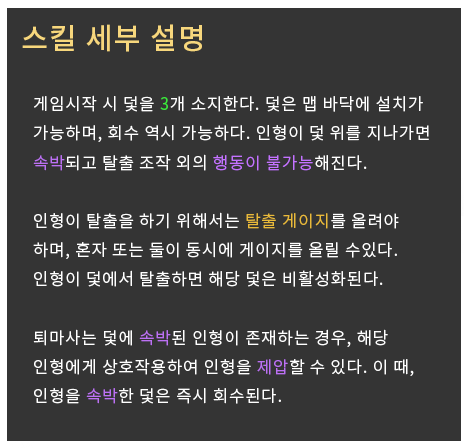 스킬 세부 설명
게임시작 시 덫을 3개 소지한다. 덫은 맵 바닥에 설치가
가능하며, 회수 역시 가능하다. 인형이 덫 위를 지나가면
속박되고 탈출 조작 외의 행동이 불가능해진다.
인형이 탈출을 하기 위해서는 탈출 게이지를 올려야
하며, 혼자 또는 둘이 동시에 게이지를 올릴 수있다.
인형이 덫에서 탈출하면 해당 덫은 비활성화된다.
퇴마사는 덫에 속박된 인형이 존재하는 경우, 해당
인형에게 상호작용하여 인형을 제압할 수 있다. 이 때,
인형을 속박한 덫은 즉시 회수된다.